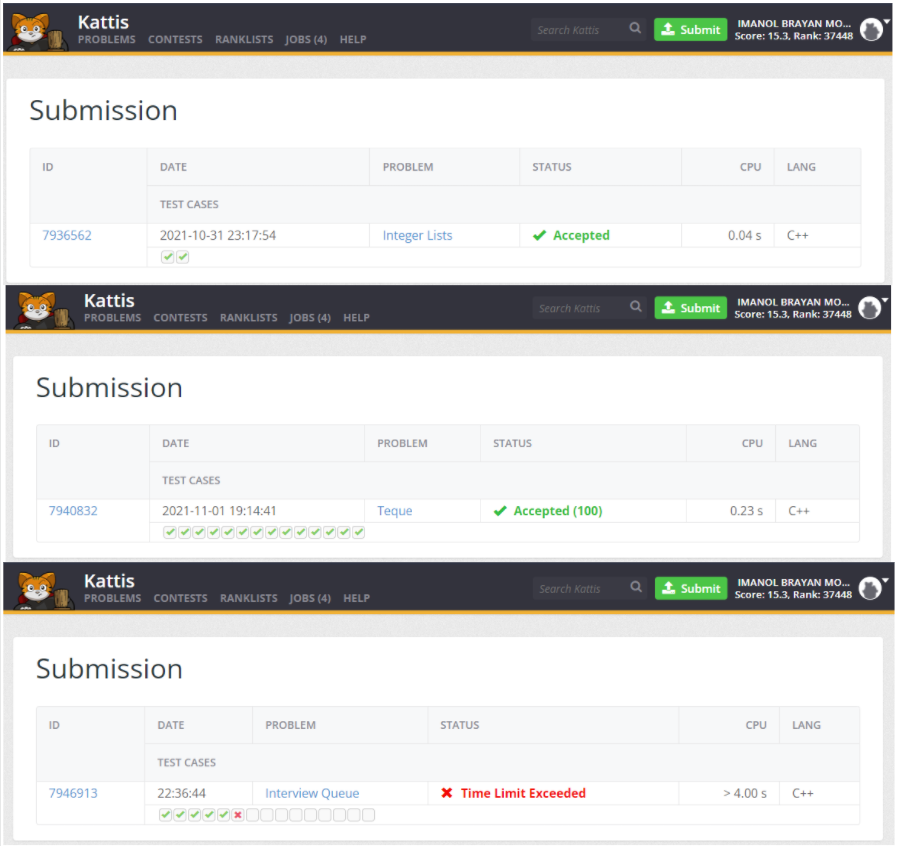 Kattis
PROBLEMS CONTESTS RANKLISTS JOBS (4) HELP
Search Kattis
Submit
IMANOL BRAYAN MO...
Score: 15.3, Rank: 37448
Submission
ID DATE PROBLEM STATUS CPU LANG
TEST CASES
7936562 2021-10-31 23:17:54 Integer Lists Accepted 0.04 s C++
Kattis
PROBLEMS CONTESTS RANKLISTS JOBS (4) HELP
Search Kattis
Submit
IMANOL BRAYAN MO...
Score: 15.3, Rank: 37448
Submission
ID DATE PROBLEM STATUS CPU LANG
TEST CASES
7940832 2021-11-01 19:14:41 Teque Accepted (100) 0.23 s C++
Kattis
PROBLEMS CONTESTS RANKLISTS JOBS (4) HELP
Search Kattis
Submit
IMANOL BRAYAN MO...
Score: 15.3, Rank: 37448
Submission
ID DATE PROBLEM STATUS CPU LANG
TEST CASES
7946913 22:36:44 Interview Queue Time Limit Exceeded > 4.00 s C++